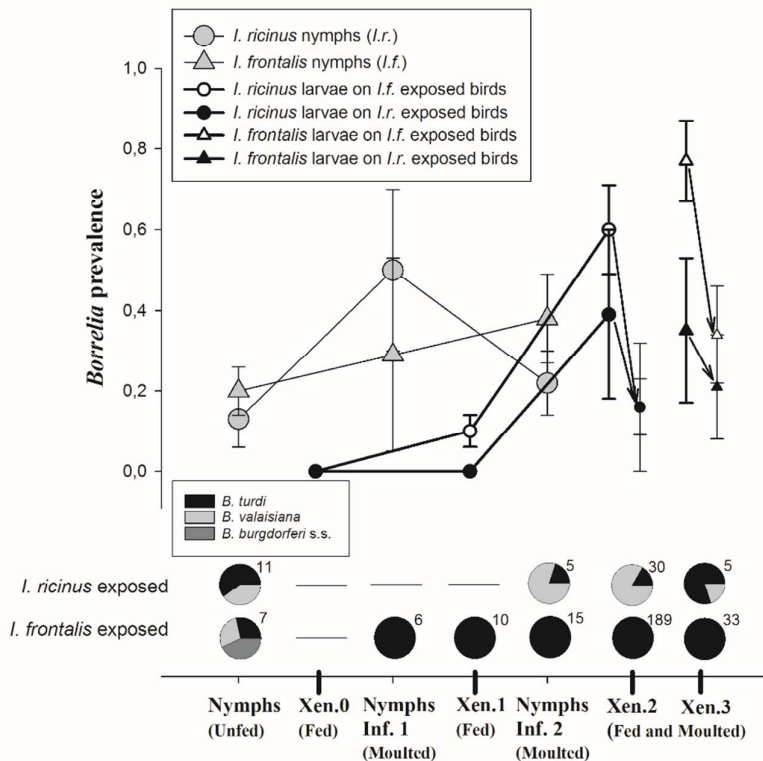 I. ricinus nymphs (I.r.)
I. frontalis nymphs (I.f.)
I. ricinus larvae on I.f. exposed birds
I. ricinus larvae on I.r. exposed birds
I. frontalis larvae on I.f. exposed birds
I. frontalis larvae on I.r. exposed birds
1,0
0,8
0,6
0,4
0,2
0,0
Borrelia prevalence
B. turdi
B. valaisiana
B. burgdorferi s.s.
I. ricinus exposed 11 5 30 5
I. frontalis exposed 7 6 10 15 189 33
Nymphs Xen.0 Nymphs Xen.1 Nymphs Xen.2 Xen.3
(Unfed) (Fed) Inf. 1 (Fed) Inf. 2 (Fed and Moulted)
(Moulted) (Moulted)